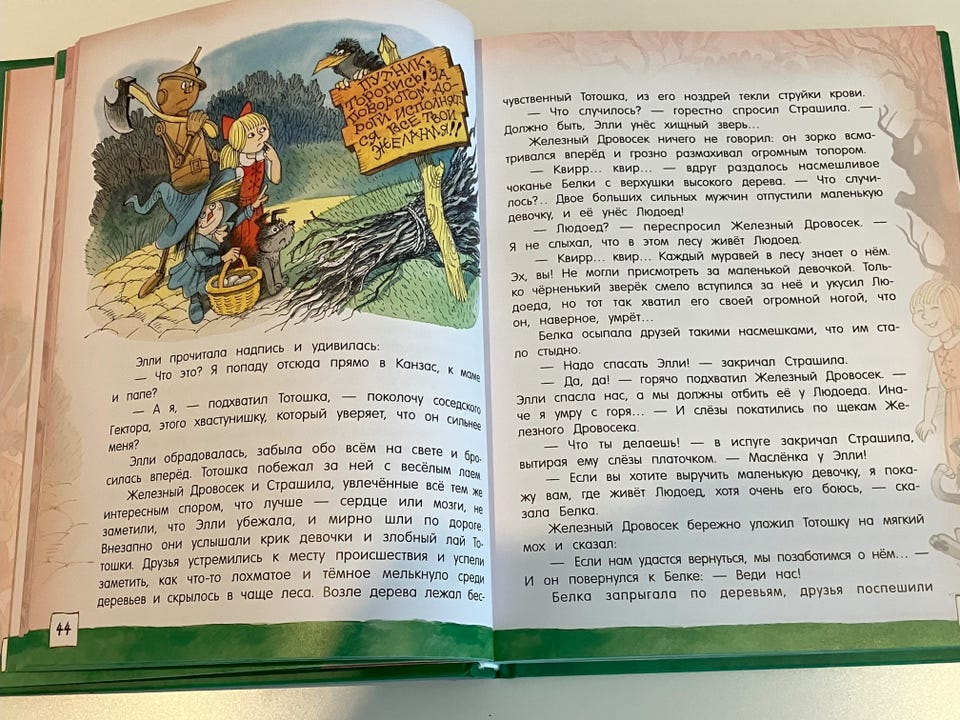 ПУТНИК,
ТОРОПИСЬ! ЗА
ПОВОРОТОМ ДО-
РОГИ ИСПОЛНЯТ-
СЯ ВСЕ ТВОИ
ЖЕЛАНИЯ!!
Элли прочитала надпись и удивилась:
— Что это? Я попаду отсюда прямо в Канзас, к маме
и папе?
— А я, — подхватил Тотошка, — поколочу соседского
Гектора, этого хвастунишку, который уверяет, что он сильнее
меня?
Элли обрадовалась, забыла обо всём на свете и бро-
силась вперёд. Тотошка побежал за ней с весёлым лаем.
Железный Дровосек и Страшила, увлечённые всё тем же
интересным спором, что лучше — сердце или мозги, не
заметили, что Элли убежала, и мирно шли по дороге.
Внезапно они услышали крик девочки и злобный лай То-
тошки. Друзья устремились к месту происшествия и успели
заметить, как что-то лохматое и тёмное мелькнуло среди
деревьев и скрылось в чаще леса. Возле дерева лежал бес-
44
чувственный Тотошка, из его ноздрей текли струйки крови.
— Что случилось? — горестно спросил Страшила. —
Должно быть, Элли унёс хищный зверь...
Железный Дровосек ничего не говорил: он зорко всма-
тривался вперёд и грозно размахивал огромным топором.
— Квирр... квир... — вдруг раздалось насмешливое
чоканье Белки с верхушки высокого дерева. — Что случи-
лось?.. Двое больших сильных мужчин отпустили маленькую
девочку, и её унёс Людоед!
— Людоед? — переспросил Железный Дровосек. —
Я не слыхал, что в этом лесу живёт Людоед.
— Квирр... квир... Каждый муравей в лесу знает о нём.
Эх, вы! Не могли присмотреть за маленькой девочкой. Толь-
ко чёрненький зверёк смело вступился за неё и укусил Лю-
доеда, но тот так хватил его своей огромной ногой, что
он, наверное, умрёт...
Белка осыпала друзей такими насмешками, что им ста-
ло стыдно.
— Надо спасать Элли! — закричал Страшила.
— Да, да! — горячо подхватил Железный Дровосек. —
Элли спасла нас, а мы должны отбить её у Людоеда. Ина-
че я умру с горя... — И слёзы покатились по щекам Же-
лезного Дровосека.
— Что ты делаешь! — в испуге закричал Страшила,
вытирая ему слёзы платочком. — Маслёнка у Элли!
— Если вы хотите выручить маленькую девочку, я пока-
жу вам, где живёт Людоед, хотя очень его боюсь, — ска-
зала Белка.
Железный Дровосек бережно уложил Тотошку на мягкий
мох и сказал:
— Если нам удастся вернуться, мы позаботимся о нём... —
И он повернулся к Белке: — Веди нас!
Белка запрыгала по деревьям, друзья поспешили